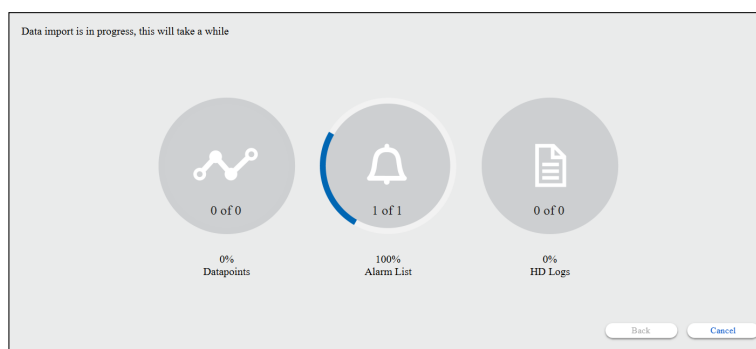 Data import is in progress, this will take a while
0 of 0
1 of 1
0 of 0
0%
100%
0%
Datapoints
Alarm List
HD Logs
Back
Cancel